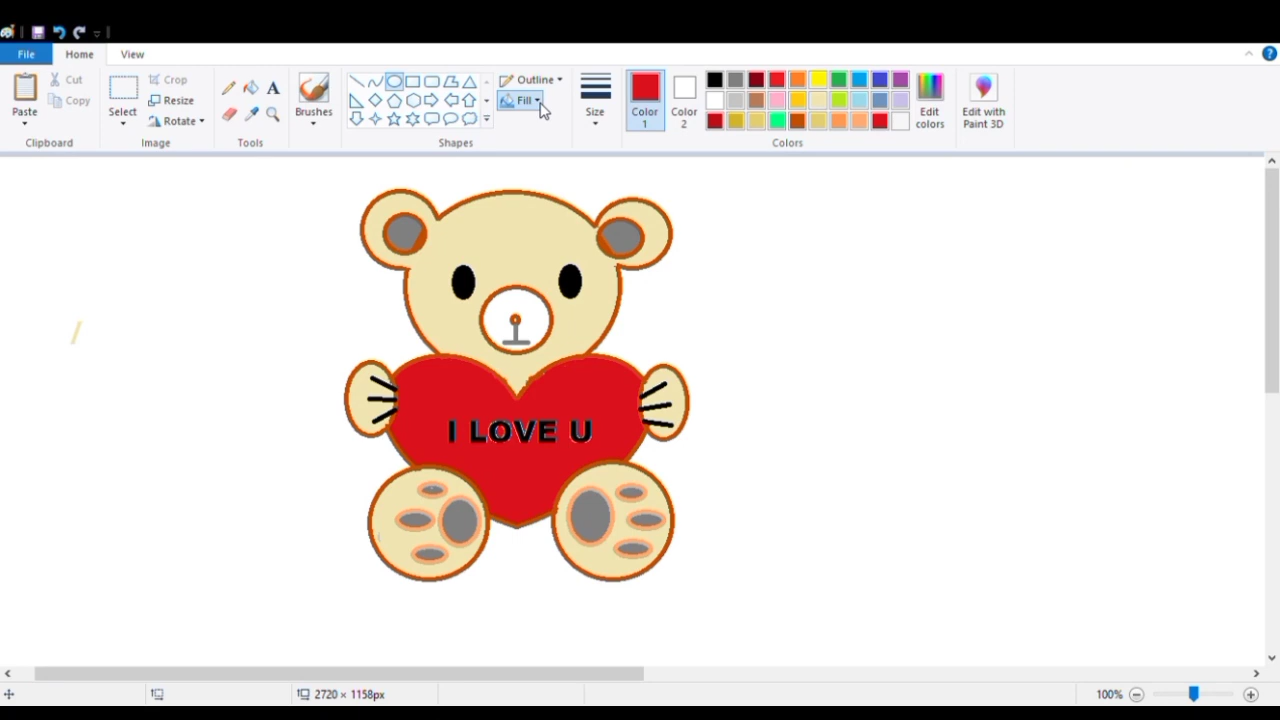 File Home View
Paste
Cut
Copy
Clipboard
Select
Crop
Resize
Rotate
Image
A
Tools
Brushes
Outline
Fill
Shapes
Size
Color 1
Color 2
Edit colors
Edit with Paint 3D
Colors
I LOVE U
2720 × 1158px
100%